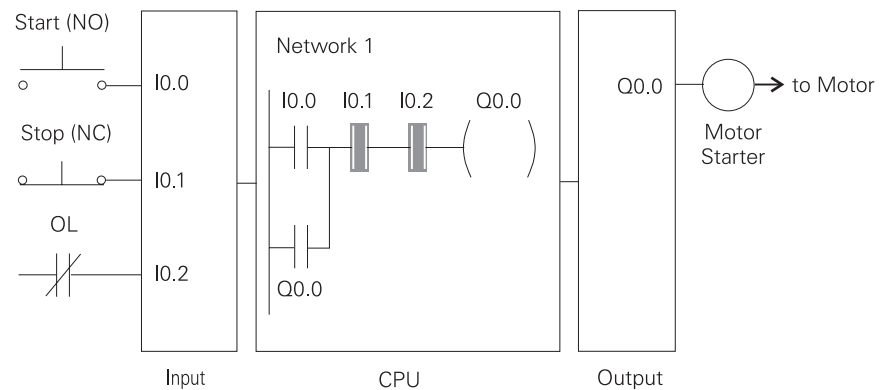 Start (NO)
I0.0
Stop (NC)
I0.1
OL
I0.2
Input
Network 1
I0.0 I0.1 I0.2 Q0.0
Q0.0
CPU
Q0.0
Output
to Motor
Motor
Starter